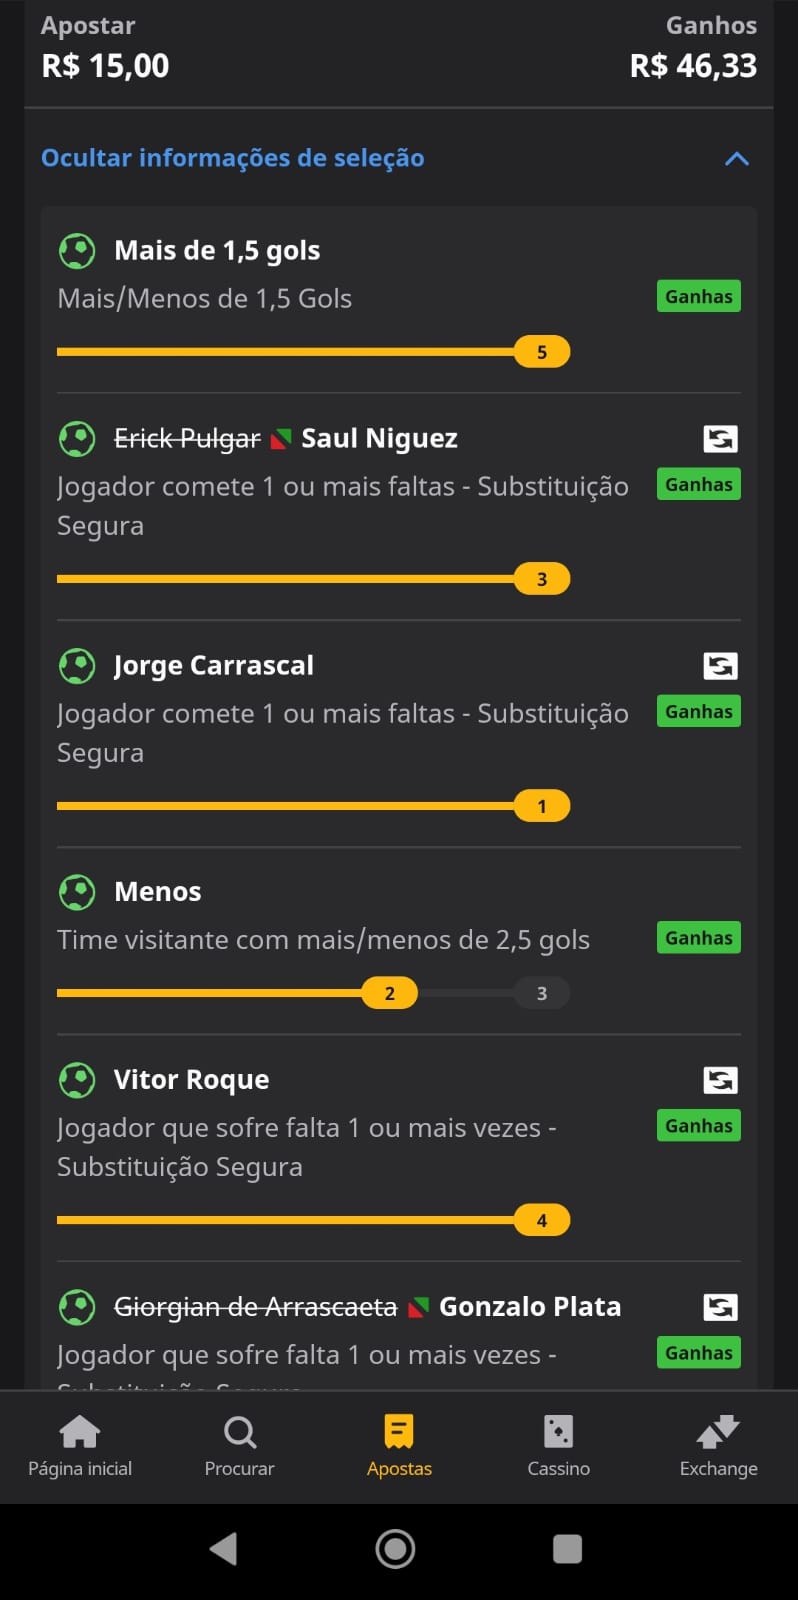 Apostar Ganhos
R$ 15,00 R$ 46,33
Ocultar informações de seleção
Mais de 1,5 gols
Mais/Menos de 1,5 Gols Ganhas
5
Erick Pulgar Saul Niguez
Jogador comete 1 ou mais faltas - Substituição Ganhas
Segura
3
Jorge Carrascal
Jogador comete 1 ou mais faltas - Substituição Ganhas
Segura
1
Menos
Time visitante com mais/menos de 2,5 gols Ganhas
2 3
Vitor Roque
Jogador que sofre falta 1 ou mais vezes - Ganhas
Substituição Segura
4
Giorgian de Arrascaeta Gonzalo Plata
Jogador que sofre falta 1 ou mais vezes - Ganhas
Substituição Segura
Página inicial Procurar Apostas Cassino Exchange